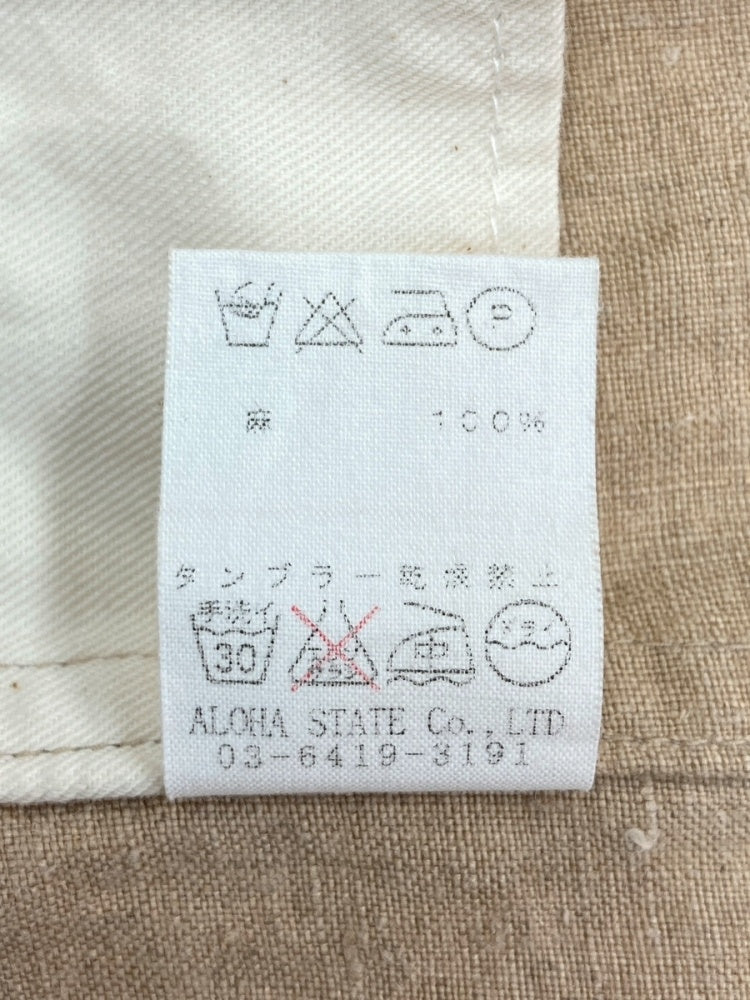 P
麻 100%
タンブラー乾燥禁止
手洗イ 30 中 ドライ
ALOHA STATE Co.,LTD
03-6419-3191